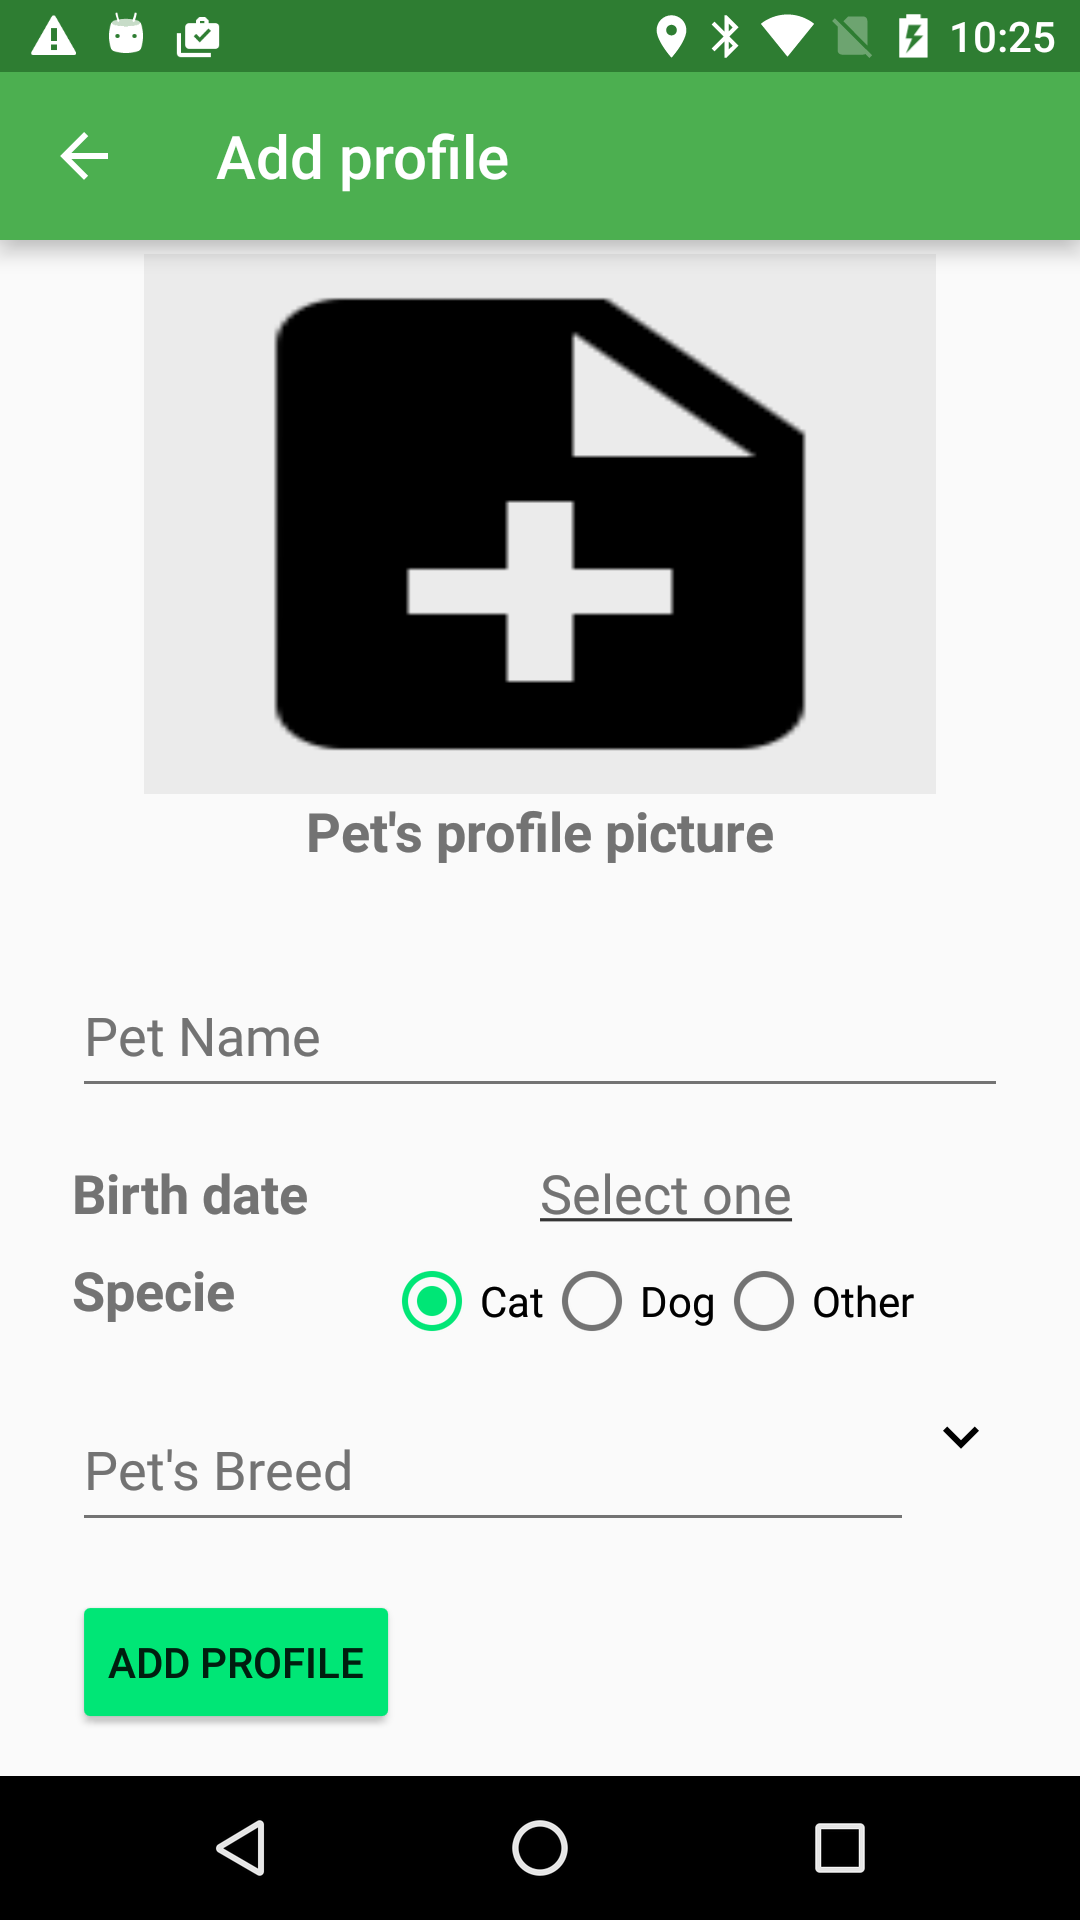 10:25
Add profile
Pet's profile picture
Pet Name
Birth date Select one
Specie Cat Dog Other
Pet's Breed
ADD PROFILE